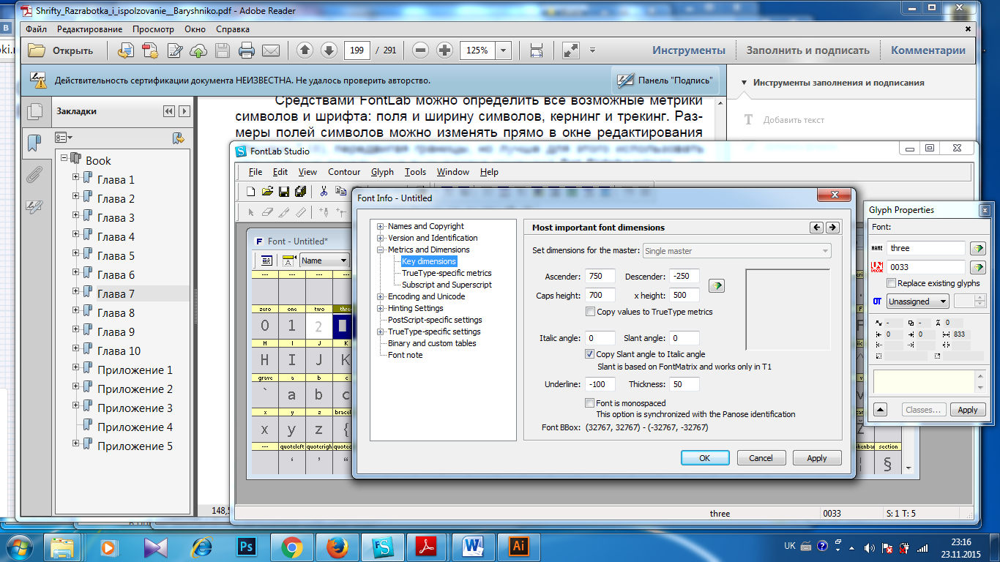 Shrifty_Razrabotka_i_ispolzovanie__Baryshniko.pdf - Adobe Reader
Файл Редактирование Просмотр Окно Справка
Открыть 199 / 291 125% Инструменты Заполнить и подписать Комментарии
Действительность сертификации документа НЕИЗВЕСТНА. Не удалось проверить авторство. Панель "Подпись"
Инструменты заполнения и подписания
Добавить текст
Закладки
Book
Глава 1
Глава 2
Глава 3
Глава 4
Глава 5
Глава 6
Глава 7
Глава 8
Глава 9
Глава 10
Приложение 1
Приложение 2
Приложение 3
Приложение 4
Приложение 5
Средствами FontLab можно определить все возможные метрики
символов и шрифта: поля и ширину символов, кернинг и трекинг. Раз-
меры полей символов можно изменять прямо в окне редактирования
148,5
FontLab Studio
File Edit View Contour Glyph Tools Window Help
Font - Untitled*
Name
--- --- --- ---
zero one two three
0 1 2
H I J K
H I J K
grave a b c
` a b c
x y z bracele
x y z {
--- quoteleft quoterigh quotedo
‘ ’ “
section
§
Font Info - Untitled
Names and Copyright
Version and Identification
Metrics and Dimensions
Key dimensions
TrueType-specific metrics
Subscript and Superscript
Encoding and Unicode
Hinting Settings
PostScript-specific settings
TrueType-specific settings
Binary and custom tables
Font note
Most important font dimensions
Set dimensions for the master: Single master
Ascender: 750 Descender: -250
Caps height: 700 x height: 500
Copy values to TrueType metrics
Italic angle: 0 Slant angle: 0
Copy Slant angle to Italic angle
Slant is based on FontMatrix and works only in T1
Underline: -100 Thickness: 50
Font is monospaced
This option is synchronized with the Panose identification
Font BBox: (32767, 32767) - (-32767, -32767)
OK Cancel Apply
Glyph Properties
Font:
NAME three
0033
Replace existing glyphs
OT Unassigned
- - 0
0 0 833
Classes... Apply
three 0033 S: 1 T: 5
UK 23:16
23.11.2015